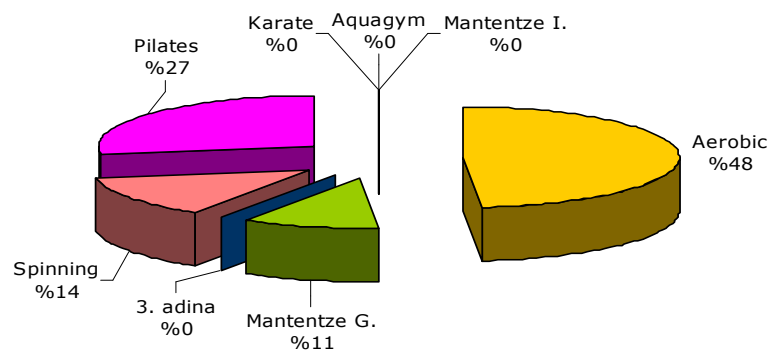 Karate
%0
Aquagym
%0
Mantentze I.
%0
Pilates
%27
Aerobic
%48
Spinning
%14
3. adina
%0
Mantentze G.
%11